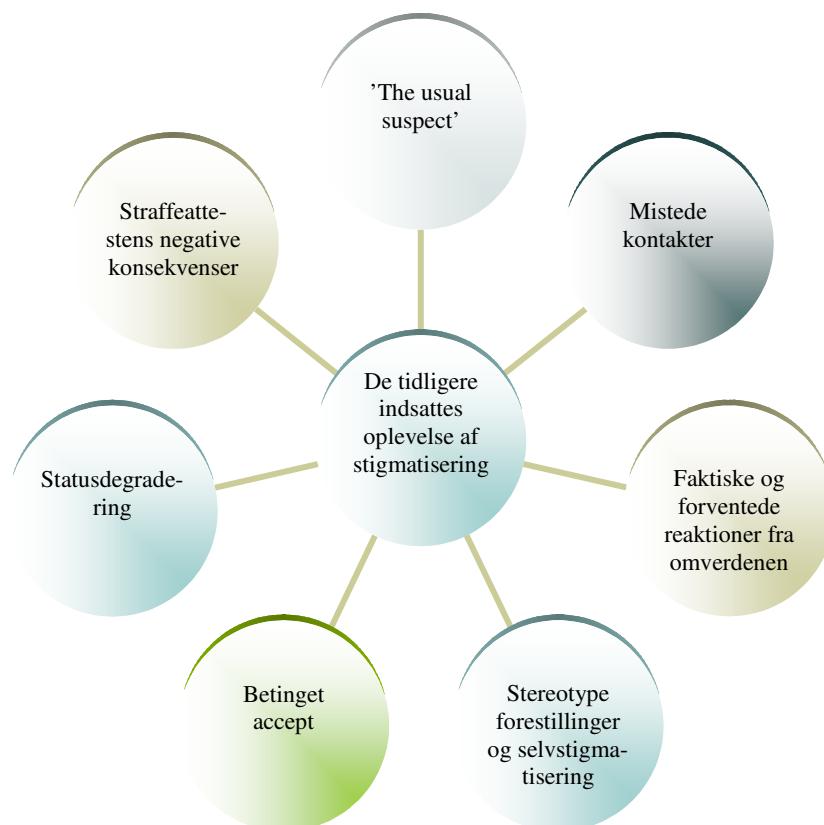 ’The usual
suspect’
Mistede
kontakter
Faktiske og
forventede
reaktioner fra
omverdenen
Stereotype
forestillinger
og selvstigma-
tisering
Betinget
accept
Statusdegrade-
ring
Straffeatte-
stens negative
konsekvenser
De tidligere
indsattes
oplevelse af
stigmatisering